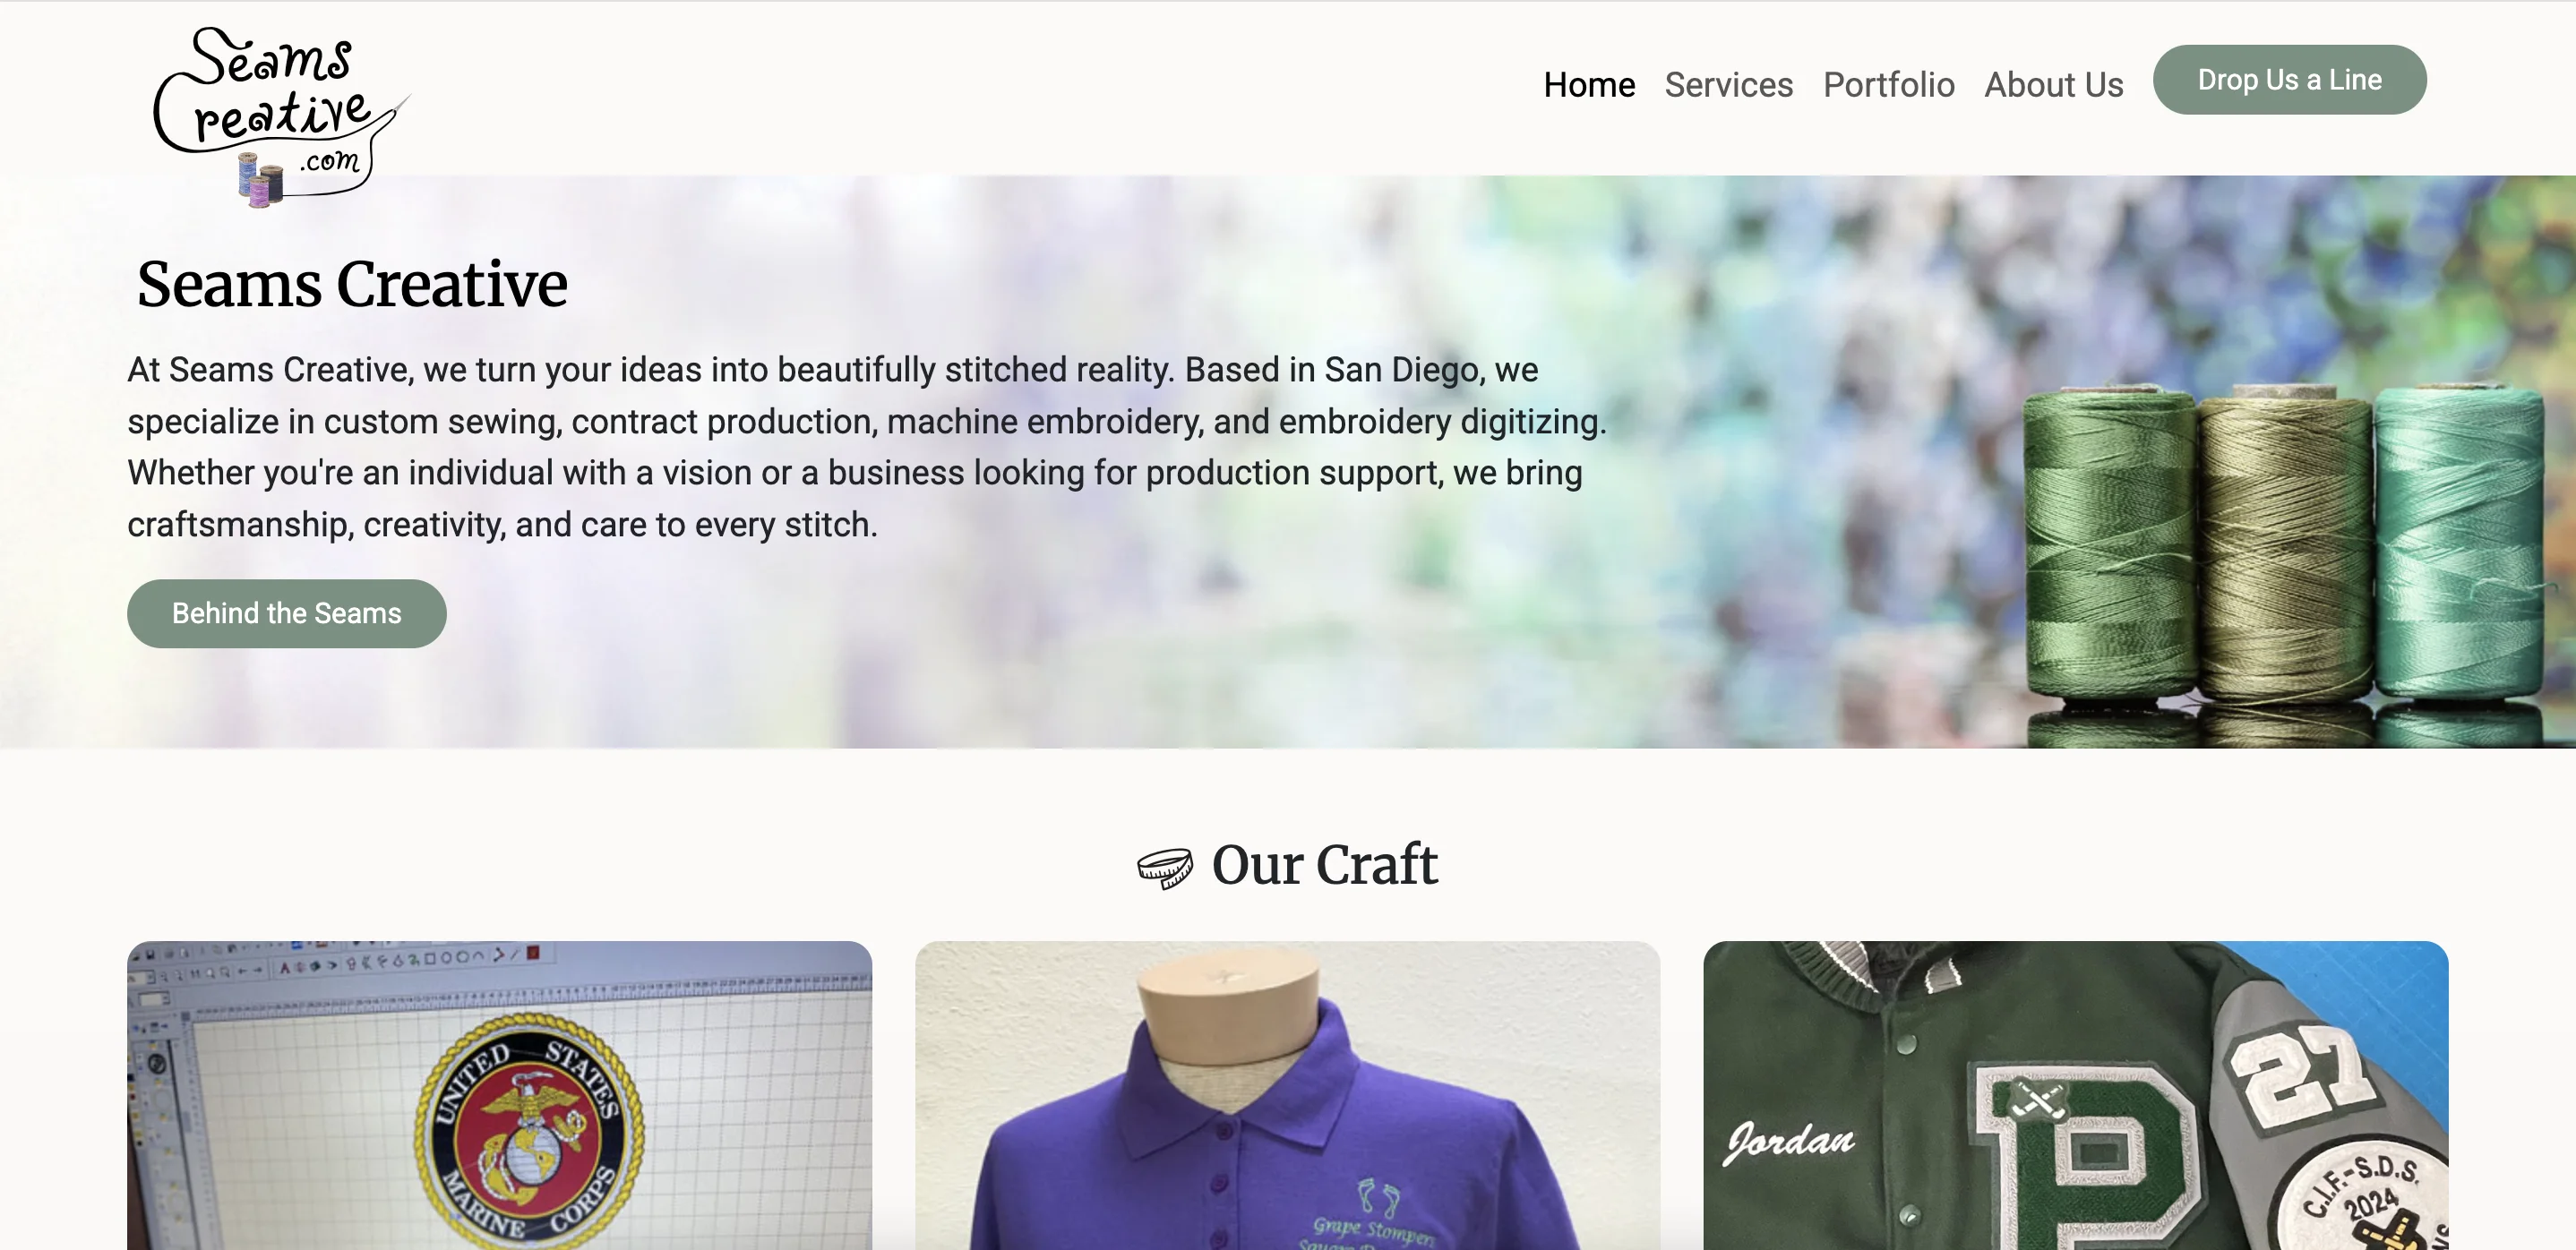 Seams
Creative
.com
Home Services Portfolio About Us Drop Us a Line
Seams Creative
At Seams Creative, we turn your ideas into beautifully stitched reality. Based in San Diego, we
specialize in custom sewing, contract production, machine embroidery, and embroidery digitizing.
Whether you're an individual with a vision or a business looking for production support, we bring
craftsmanship, creativity, and care to every stitch.
Behind the Seams
Our Craft
UNITED STATES
MARINE CORPS
Grape Stompers
Jordan
P
27
C.I.F.-S.D.S.
2024